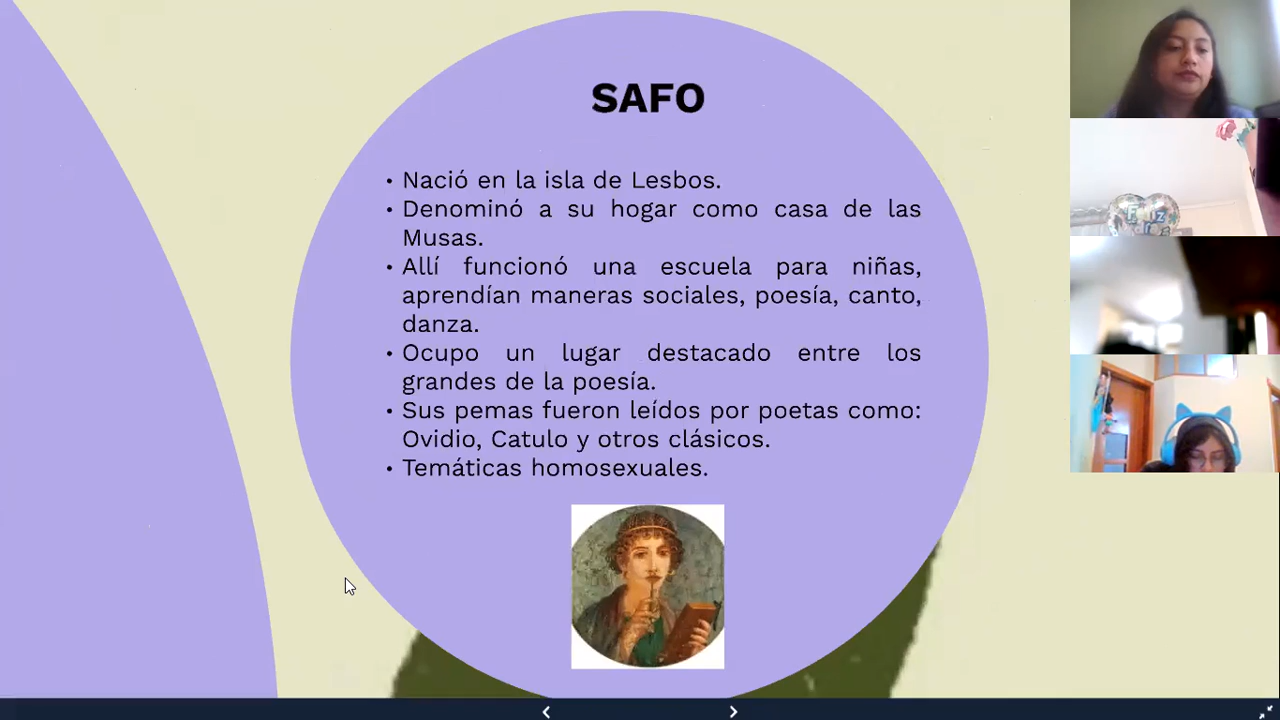 SAFO
• Nació en la isla de Lesbos.
• Denominó a su hogar como casa de las
Musas.
• Allí funcionó una escuela para niñas,
aprendían maneras sociales, poesía, canto,
danza.
• Ocupo un lugar destacado entre los
grandes de la poesía.
• Sus pemas fueron leídos por poetas como:
Ovidio, Catulo y otros clásicos.
• Temáticas homosexuales.